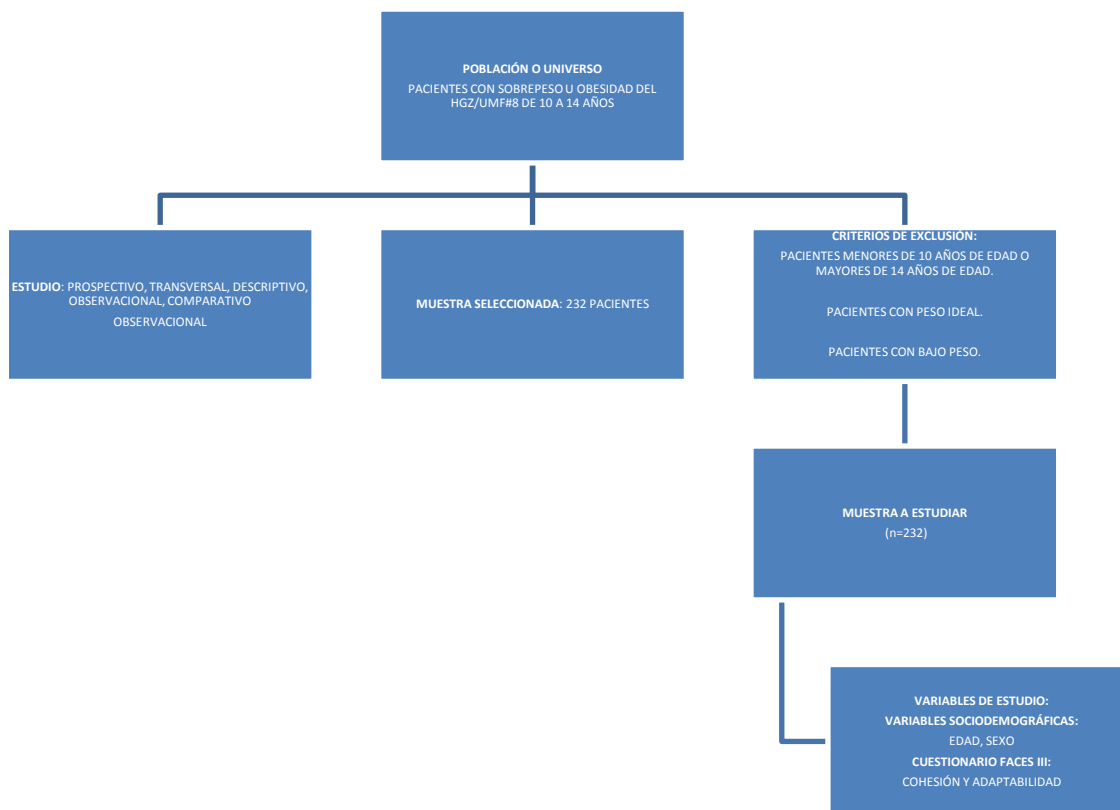 POBLACIÓN O UNIVERSO
PACIENTES CON SOBREPESO U OBESIDAD DEL
HGZ/UMF#8 DE 10 A 14 AÑOS
ESTUDIO: PROSPECTIVO, TRANSVERSAL, DESCRIPTIVO,
OBSERVACIONAL, COMPARATIVO
OBSERVACIONAL
MUESTRA SELECCIONADA: 232 PACIENTES
CRITERIOS DE EXCLUSIÓN:
PACIENTES MENORES DE 10 AÑOS DE EDAD O
MAYORES DE 14 AÑOS DE EDAD.
PACIENTES CON PESO IDEAL.
PACIENTES CON BAJO PESO.
MUESTRA A ESTUDIAR
(n=232)
VARIABLES DE ESTUDIO:
VARIABLES SOCIODEMOGRÁFICAS:
EDAD, SEXO
CUESTIONARIO FACES III:
COHESIÓN Y ADAPTABILIDAD